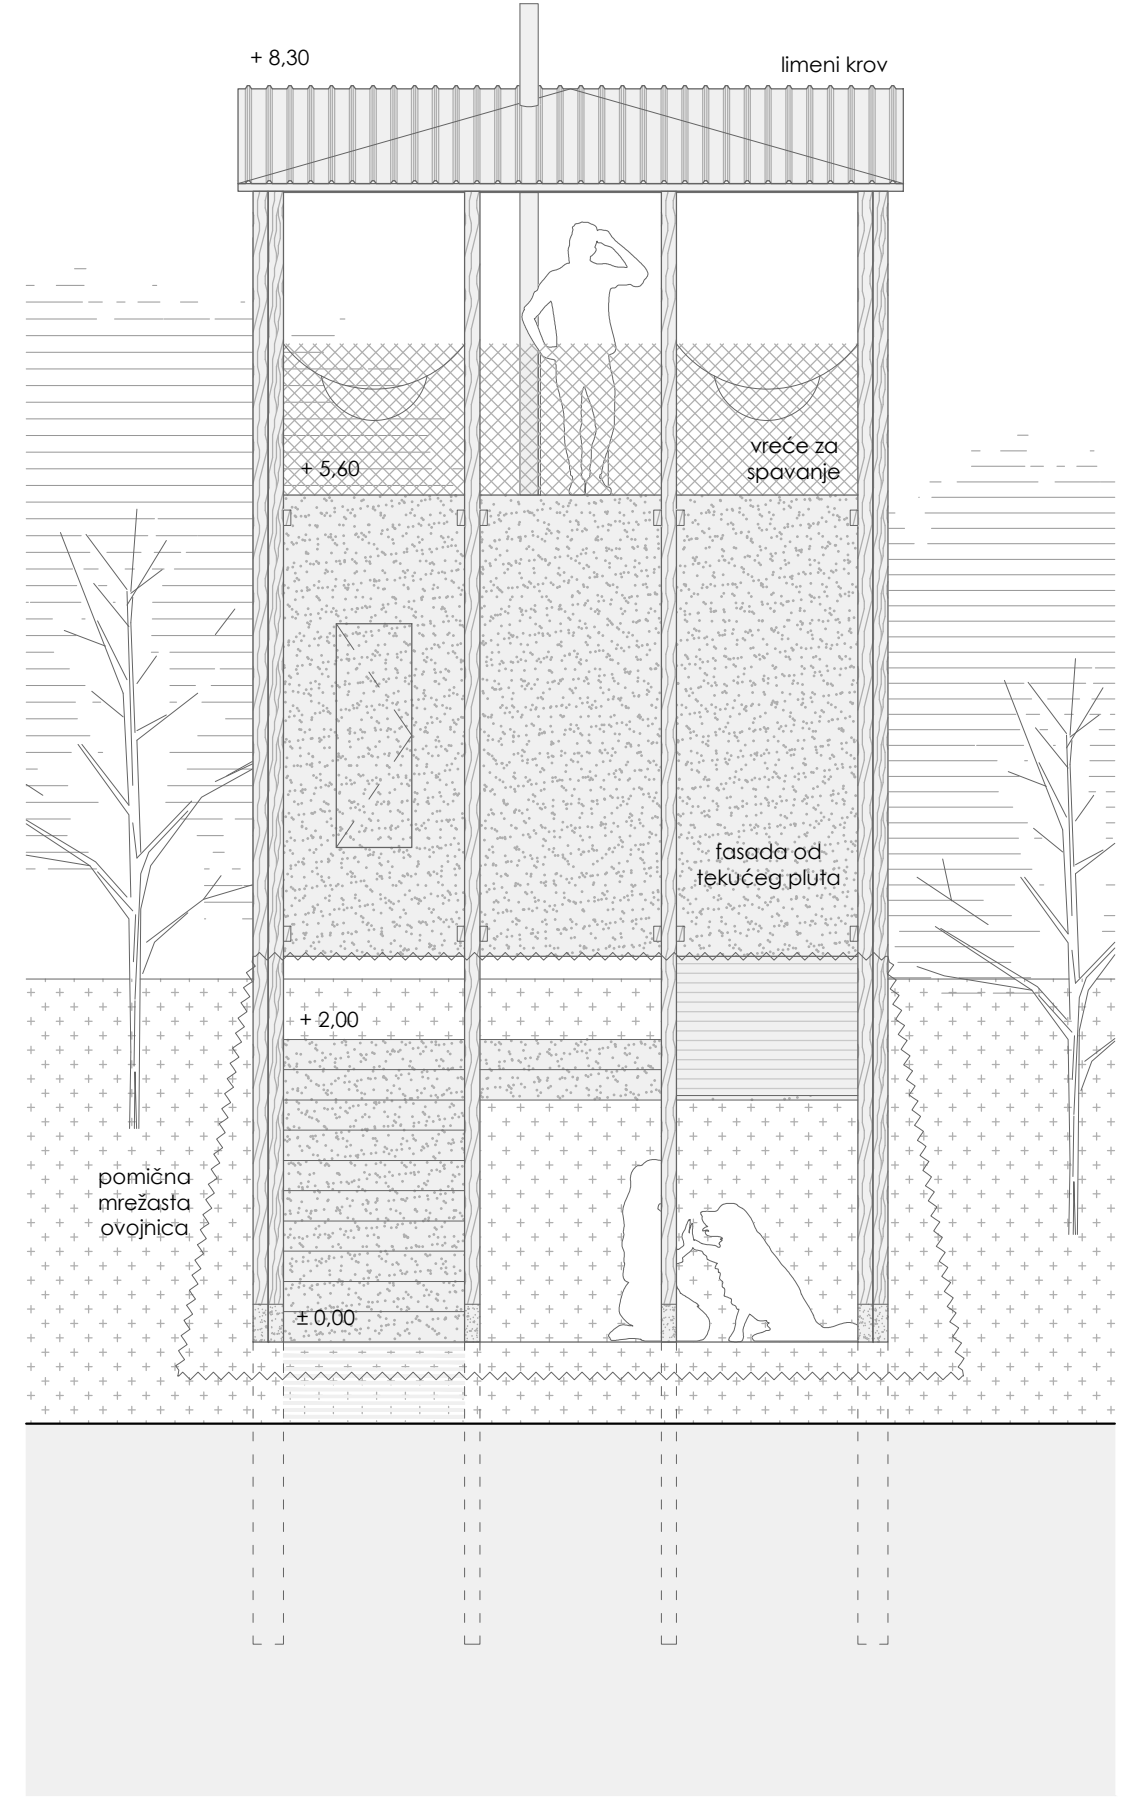 + 8,30
limeni krov
vreće za
spavanje
+ 5,60
fasada od
tekućeg pluta
+ 2,00
pomična
mrežasta
ovojnica
± 0,00